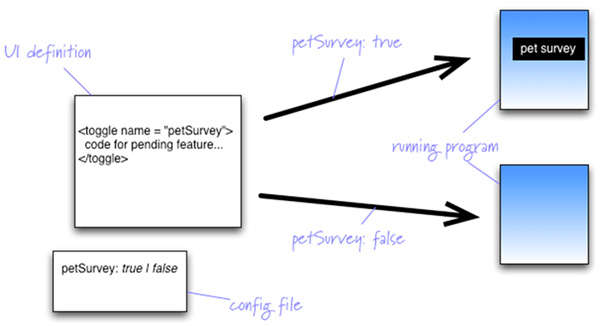 UI definition
petSurvey: true
pet survey
<toggle name = "petSurvey">
code for pending feature...
</toggle>
running program
petSurvey: false
petSurvey: true | false
config file